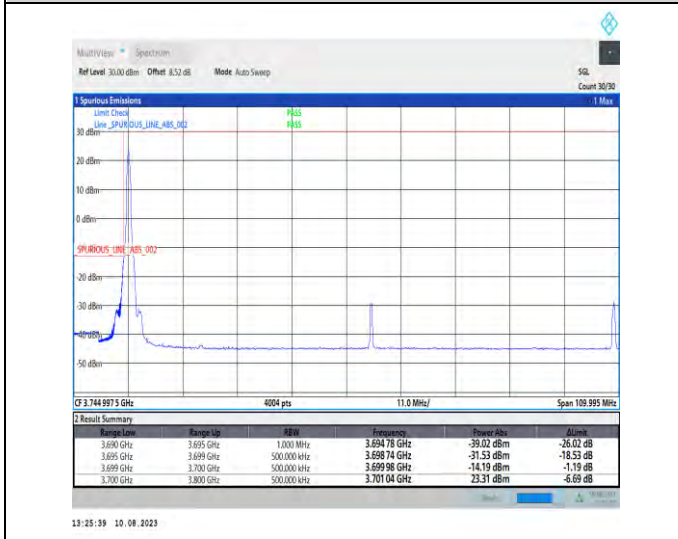 MultiView Spectrum
Ref Level 30.00 dBm Offset 8.52 dB Mode Auto Sweep SGL
Count 30/30
1 Spurious Emissions 1 Max
Limit Check PASS
Line _SPURIOUS_LINE_ABS_002 PASS
30 dBm
20 dBm
10 dBm
0 dBm
SPURIOUS_LINE_ABS_002
-20 dBm
-30 dBm
-40 dBm
-50 dBm
CF 3.744 997 5 GHz 4004 pts 11.0 MHz/ Span 109.995 MHz
2 Result Summary
Range Low Range Up RBW Frequency Power Abs ΔLimit
3.690 GHz 3.695 GHz 1.000 MHz 3.694 78 GHz -39.02 dBm -26.02 dB
3.695 GHz 3.699 GHz 500.000 kHz 3.698 74 GHz -31.53 dBm -18.53 dB
3.699 GHz 3.700 GHz 500.000 kHz 3.699 98 GHz -14.19 dBm -1.19 dB
3.700 GHz 3.800 GHz 500.000 kHz 3.701 04 GHz 23.31 dBm -6.69 dB
13:25:39 10.08.2023